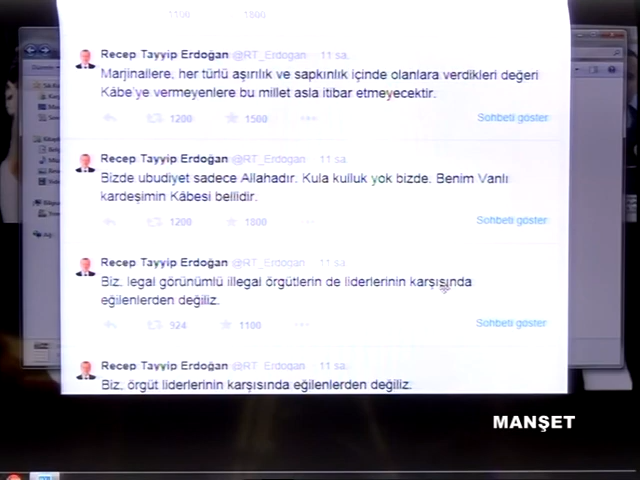 1100 1800
Recep Tayyip Erdoğan @RT_Erdogan · 11 sa.
Marjinallere, her türlü aşırılık ve sapkınlık içinde olanlara verdikleri değeri
Kâbe'ye vermeyenlere bu millet asla itibar etmeyecektir.
1200 1500 Sohbeti göster
Recep Tayyip Erdoğan @RT_Erdogan · 11 sa.
Bizde ubudiyet sadece Allahadır. Kula kulluk yok bizde. Benim Vanlı
kardeşimin Kâbesi bellidir.
1200 1800 Sohbeti göster
Recep Tayyip Erdoğan @RT_Erdogan · 11 sa.
Biz, legal görünümlü illegal örgütlerin de liderlerinin karşısında
eğilenlerden değiliz.
924 1100 Sohbeti göster
Recep Tayyip Erdoğan @RT_Erdogan · 11 sa.
Biz, örgüt liderlerinin karşısında eğilenlerden değiliz.
MANŞET